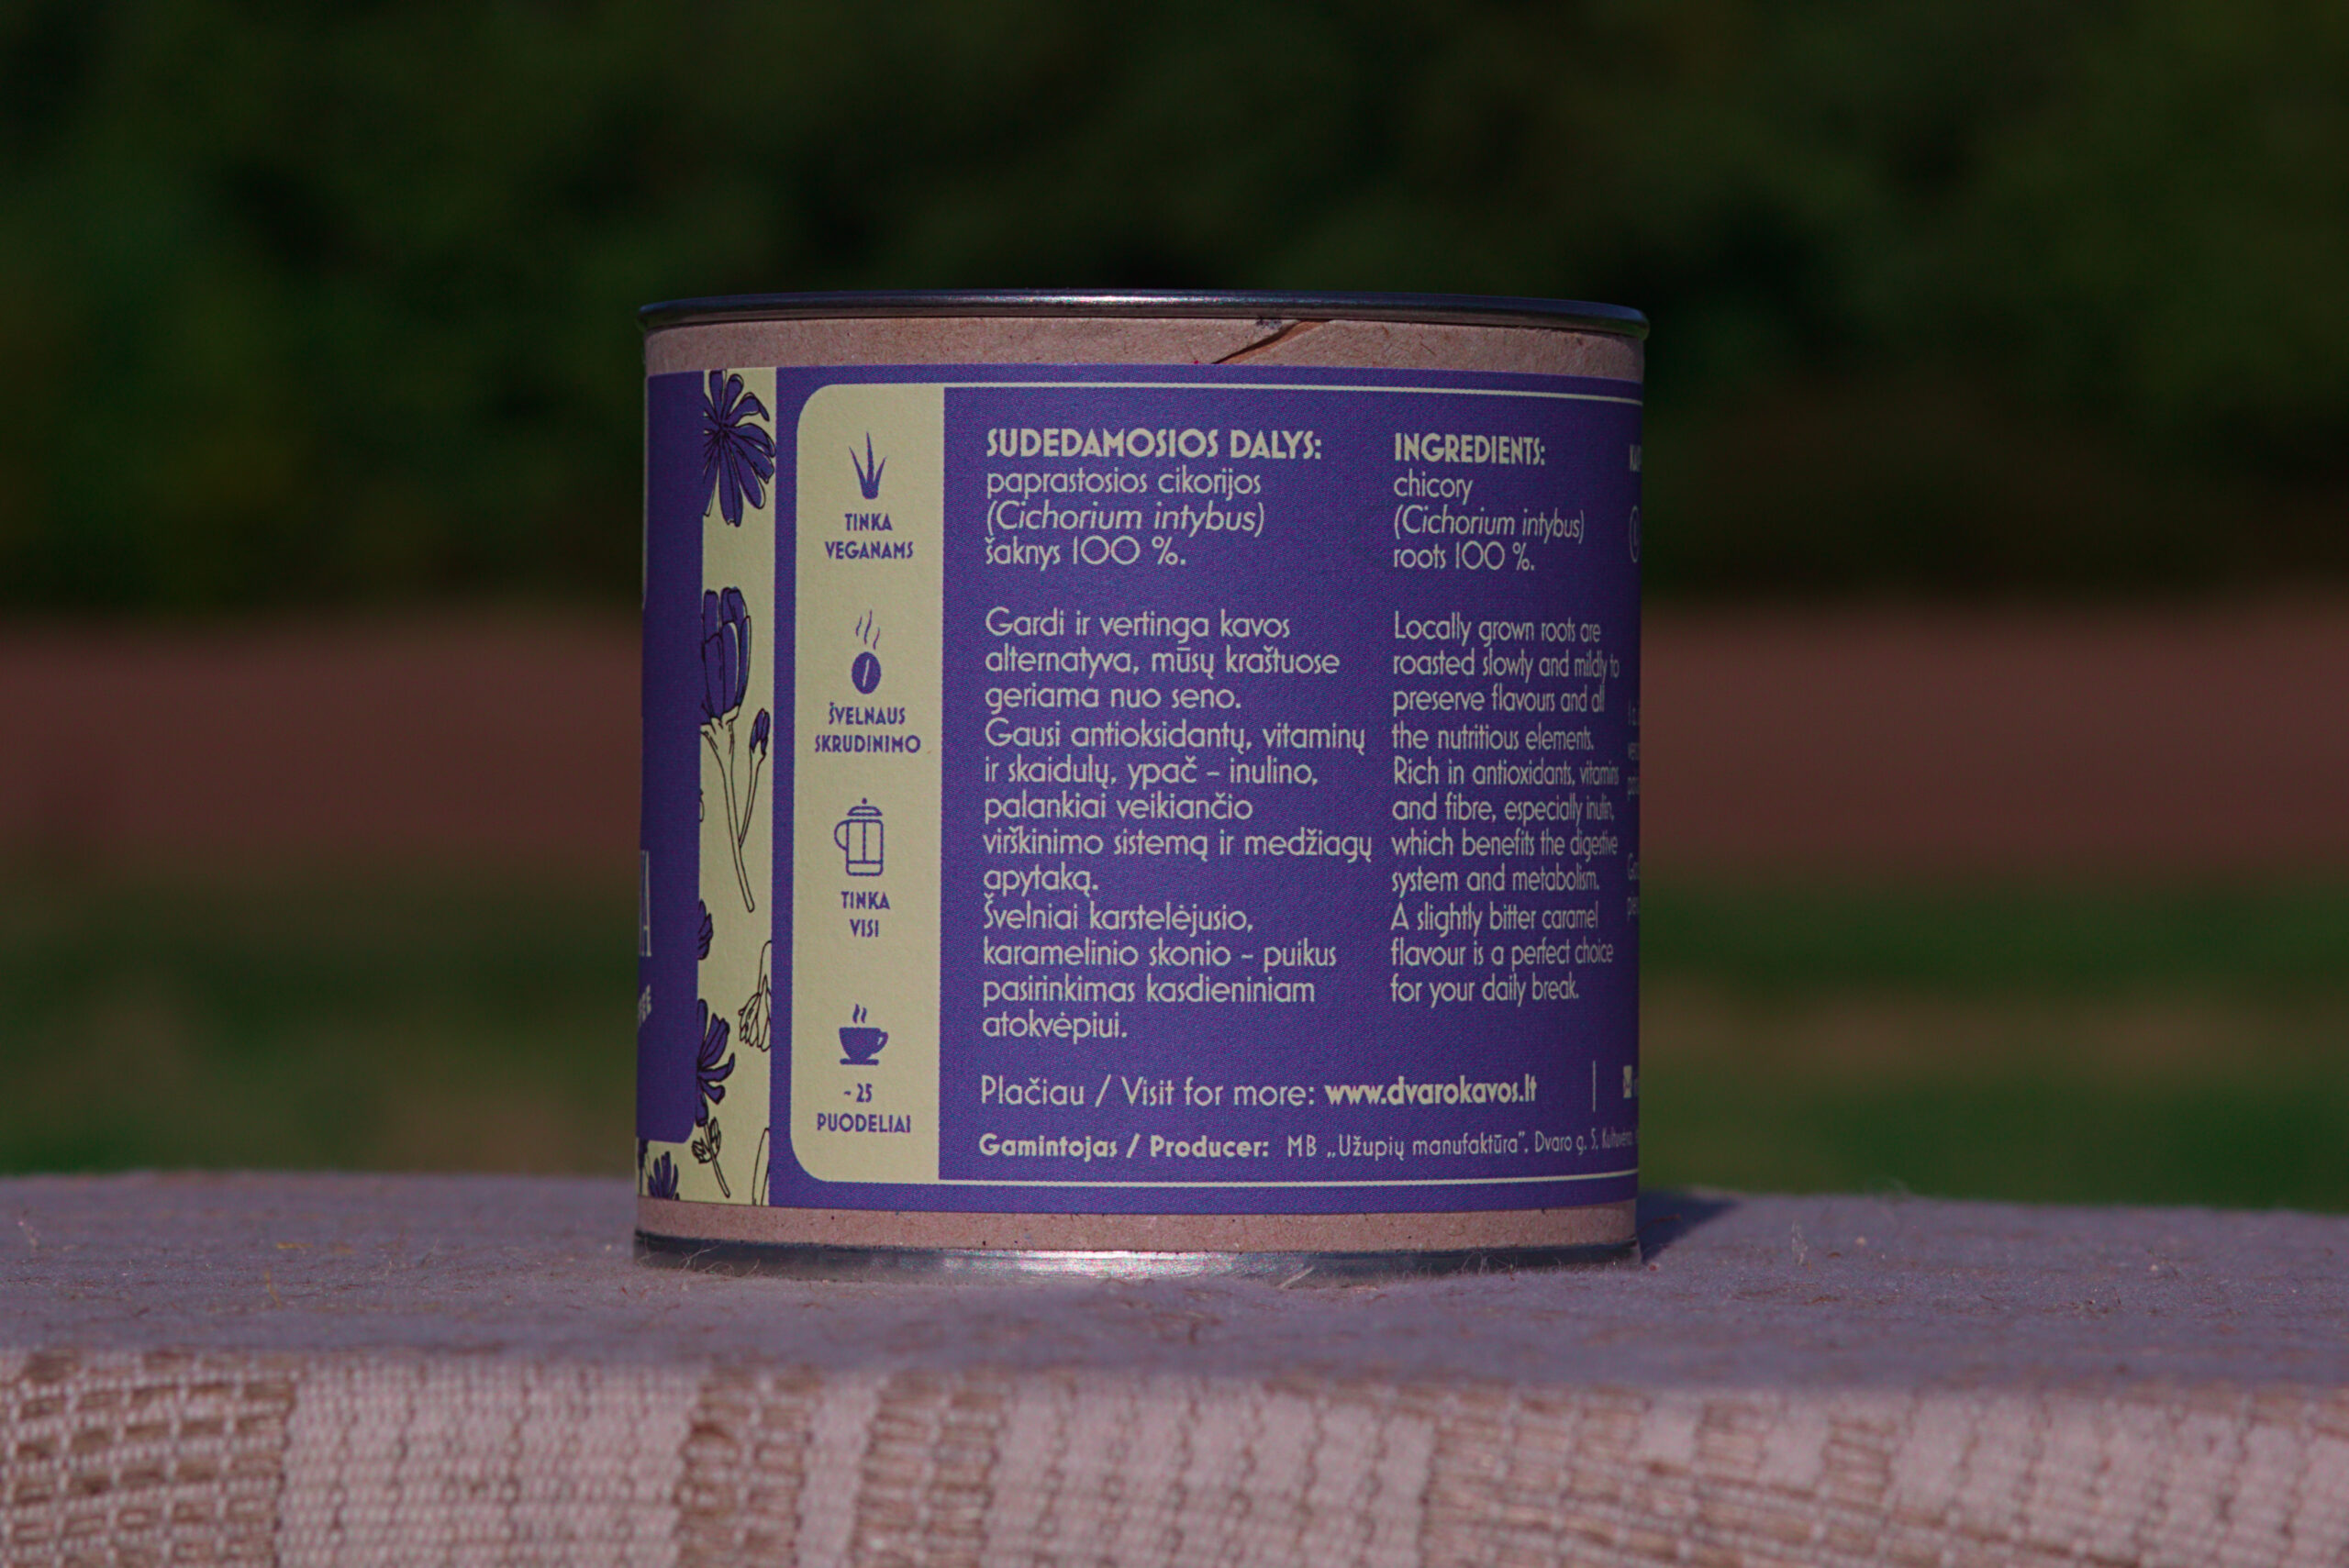 TINKA
VEGANAMS
ŠVELNAUS
SKRUDINIMO
TINKA
VISI
~25
PUODELIAI
SUDEDAMOSIOS DALYS:
paprastosios cikorijos
(Cichorium intybus)
šaknys 100 %.
Gardi ir vertinga kavos
alternatyva, mūsų kraštuose
geriama nuo seno.
Gausi antioksidantų, vitaminų
ir skaidulų, ypač – inulino,
palankiai veikiančio
virškinimo sistemą ir medžiagų
apytaką.
Švelniai karstelėjusio,
karamelinio skonio – puikus
pasirinkimas kasdieniniam
atokvėpiui.
INGREDIENTS:
chicory
(Cichorium intybus)
roots 100 %.
Locally grown roots are
roasted slowly and mildly to
preserve flavours and all
the nutritious elements.
Rich in antioxidants, vitamins
and fibre, especially inulin,
which benefits the digestive
system and metabolism.
A slightly bitter caramel
flavour is a perfect choice
for your daily break.
Plačiau / Visit for more: www.dvarokavos.lt
Gamintojas / Producer: MB „Užupių manufaktūra", Dvaro g. 5,